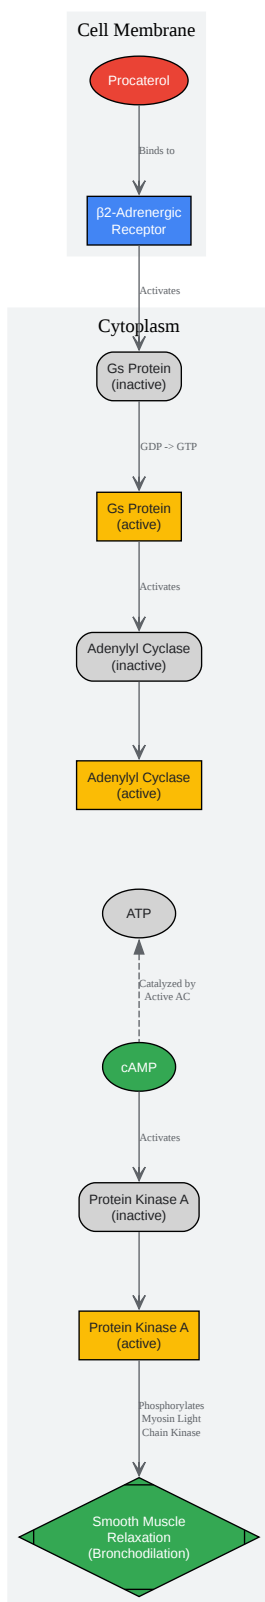 Cell Membrane
Procaterol
Binds to
β2-Adrenergic
Receptor
Activates
Cytoplasm
Gs Protein
(inactive)
GDP -> GTP
Gs Protein
(active)
Activates
Adenylyl Cyclase
(inactive)
Adenylyl Cyclase
(active)
ATP
Catalyzed by
Active AC
cAMP
Activates
Protein Kinase A
(inactive)
Protein Kinase A
(active)
Phosphorylates
Myosin Light
Chain Kinase
Smooth Muscle
Relaxation
(Bronchodilation)